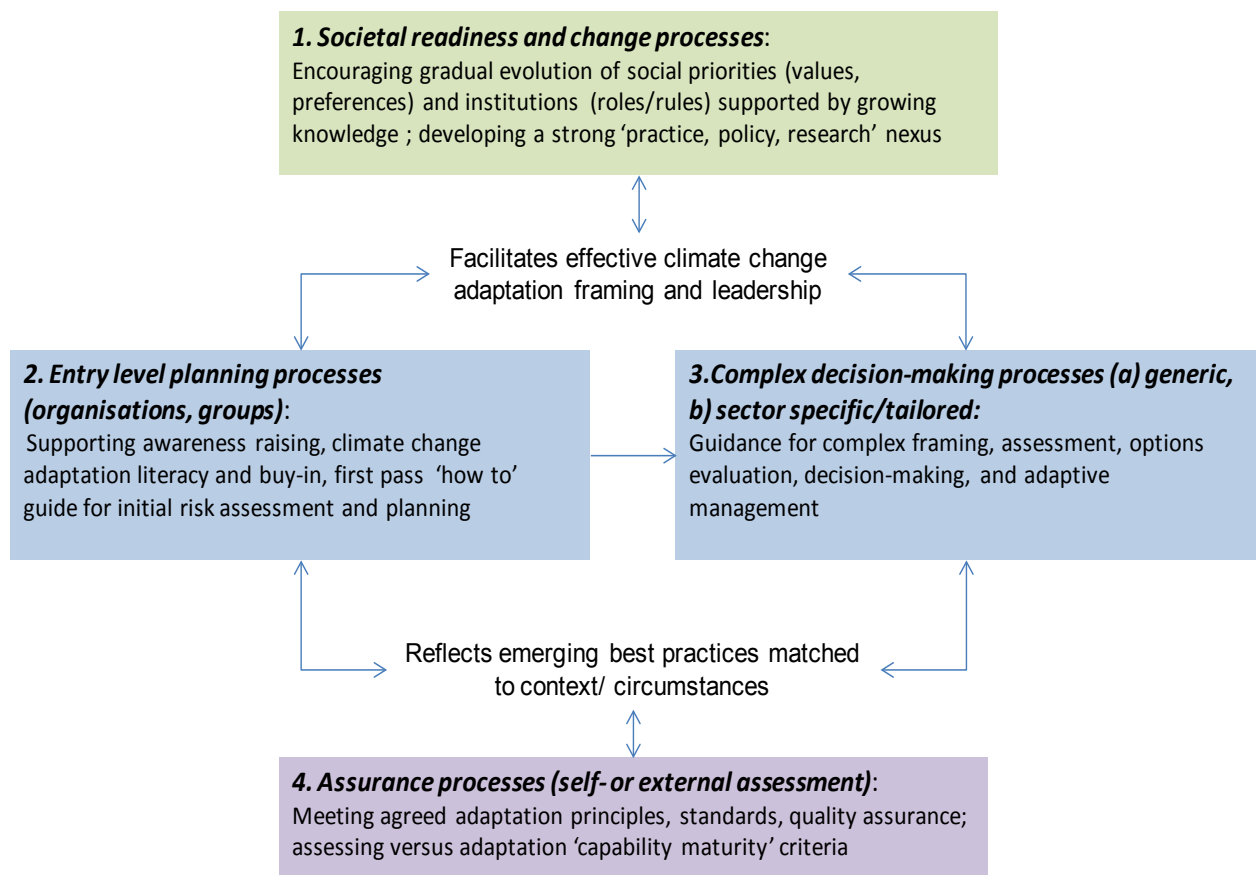 1. Societal readiness and change processes:
Encouraging gradual evolution of social priorities (values,
preferences) and institutions (roles/rules) supported by growing
knowledge ; developing a strong ‘practice, policy, research’ nexus
Facilitates effective climate change
adaptation framing and leadership
2. Entry level planning processes
(organisations, groups):
Supporting awareness raising, climate change
adaptation literacy and buy-in, first pass ‘how to’
guide for initial risk assessment and planning
3.Complex decision-making processes (a) generic,
b) sector specific/tailored:
Guidance for complex framing, assessment, options
evaluation, decision-making, and adaptive
management
Reflects emerging best practices matched
to context/ circumstances
4. Assurance processes (self- or external assessment):
Meeting agreed adaptation principles, standards, quality assurance;
assessing versus adaptation ‘capability maturity’ criteria